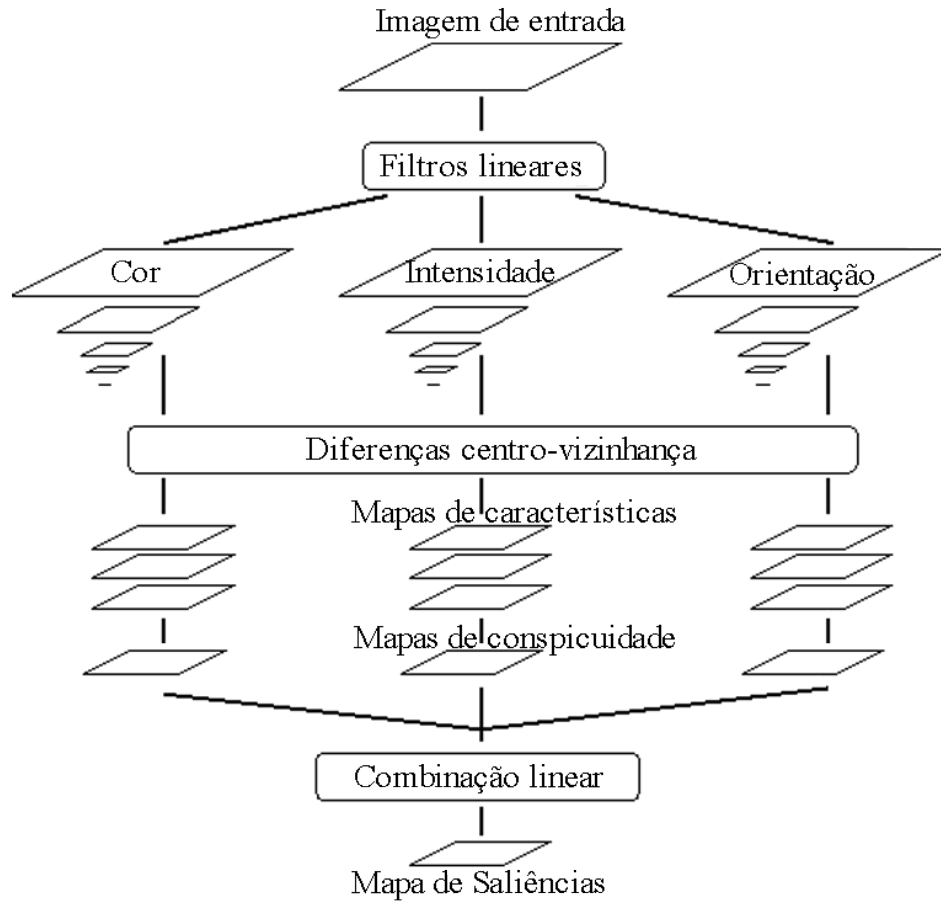 Imagem de entrada
Filtros lineares
Cor
Intensidade
Orientação
Diferenças centro-vizinhança
Mapas de características
Mapas de conspicuidade
Combinação linear
Mapa de Saliências